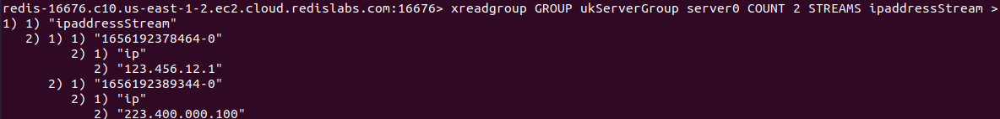 redis-16676.c10.us-east-1-2.ec2.cloud.redislabs.com:16676> xreadgroup GROUP ukServerGroup server0 COUNT 2 STREAMS ipaddressStream >
1) 1) "ipaddressStream"
   2) 1) 1) "1656192378464-0"
         2) 1) "ip"
            2) "123.456.12.1"
      2) 1) "1656192389344-0"
         2) 1) "ip"
            2) "223.400.000.100"